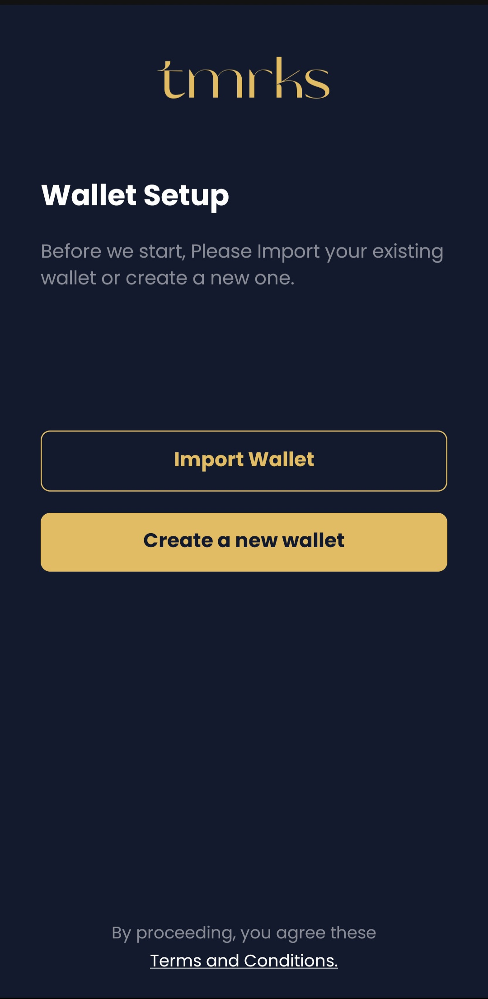 tmrks
Wallet Setup
Before we start, Please Import your existing
wallet or create a new one.
Import Wallet
Create a new wallet
By proceeding, you agree these
Terms and Conditions.